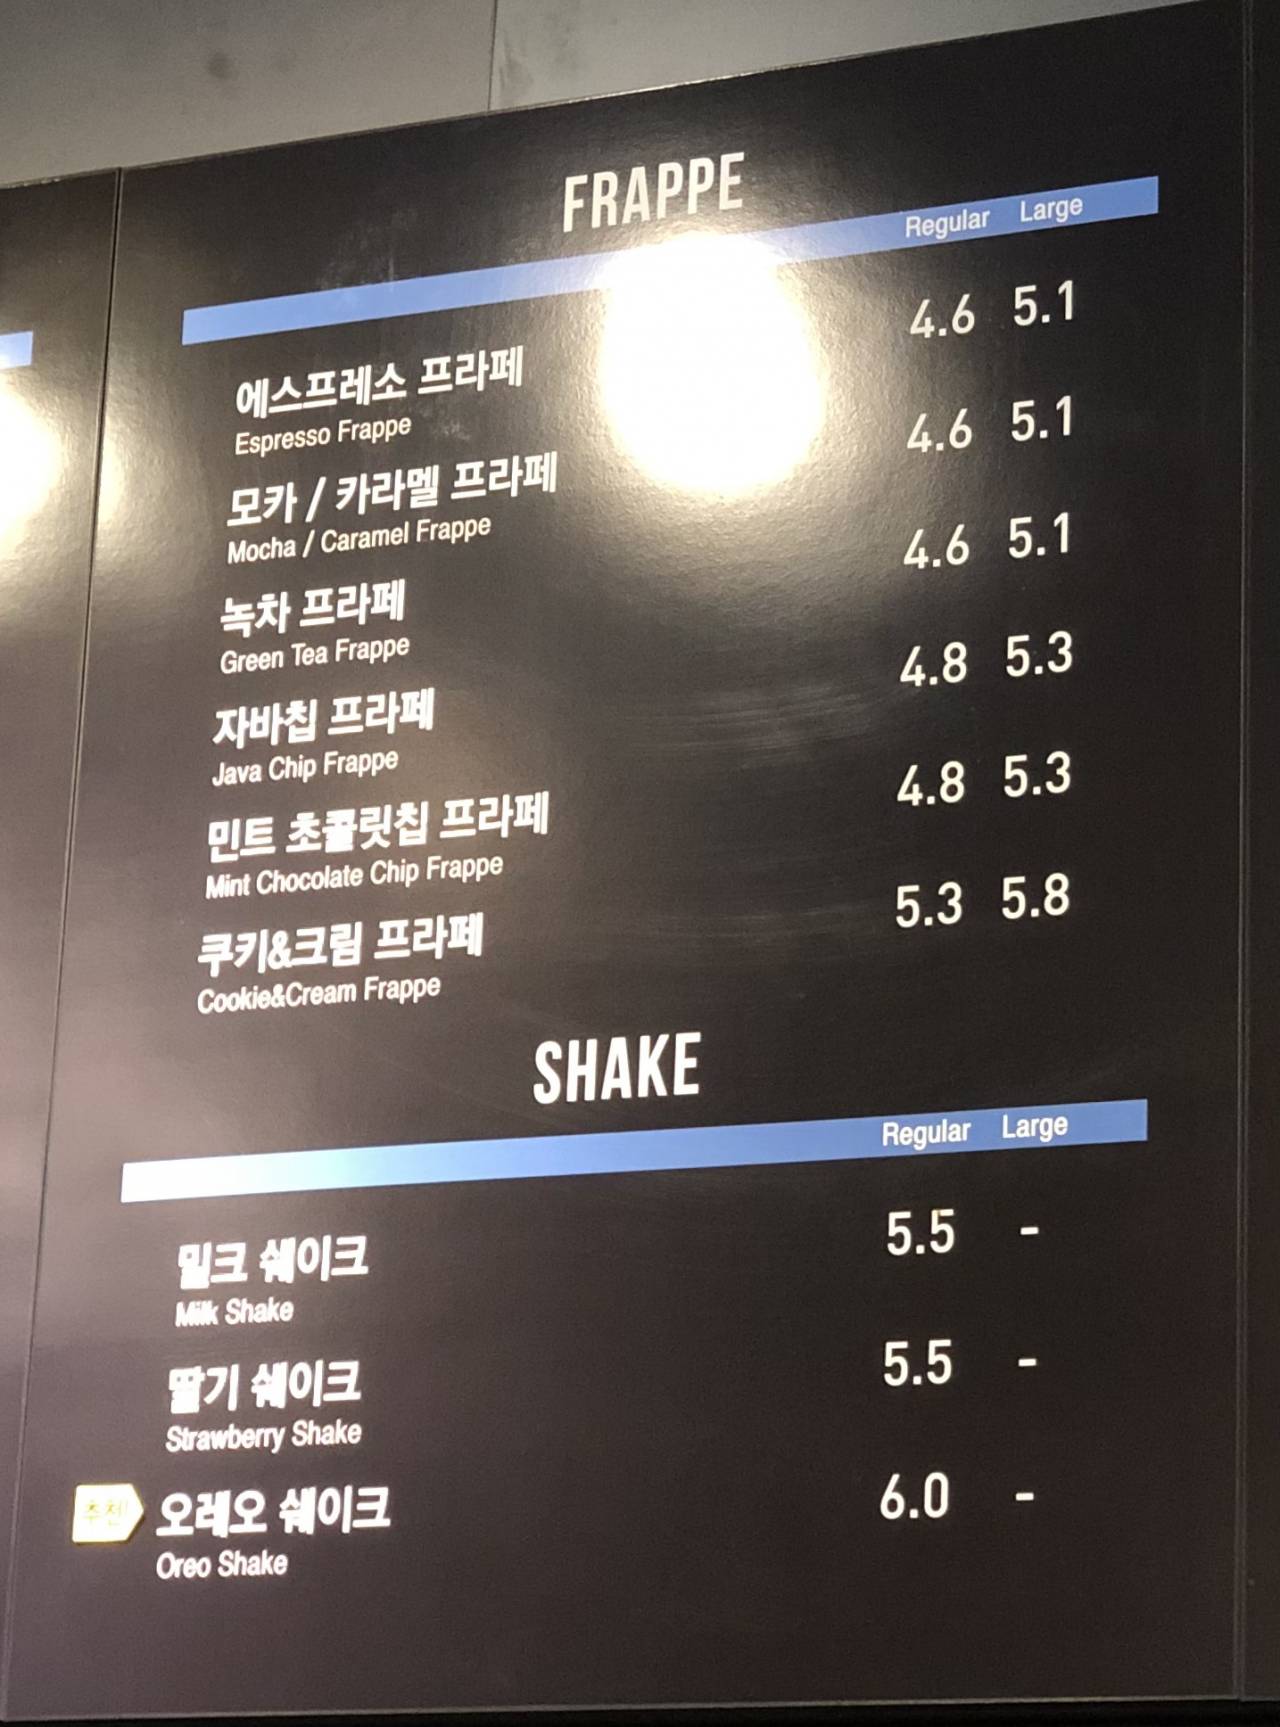 FRAPPE
Regular Large
에스프레소 프라페 4.6 5.1
Espresso Frappe
모카 / 카라멜 프라페 4.6 5.1
Mocha / Caramel Frappe
녹차 프라페 4.6 5.1
Green Tea Frappe
자바칩 프라페 4.8 5.3
Java Chip Frappe
민트 초콜릿칩 프라페 4.8 5.3
Mint Chocolate Chip Frappe
쿠키&크림 프라페 5.3 5.8
Cookie&Cream Frappe
SHAKE
Regular Large
밀크 쉐이크 5.5 -
Milk Shake
딸기 쉐이크 5.5 -
Strawberry Shake
추천! 오레오 쉐이크 6.0 -
Oreo Shake